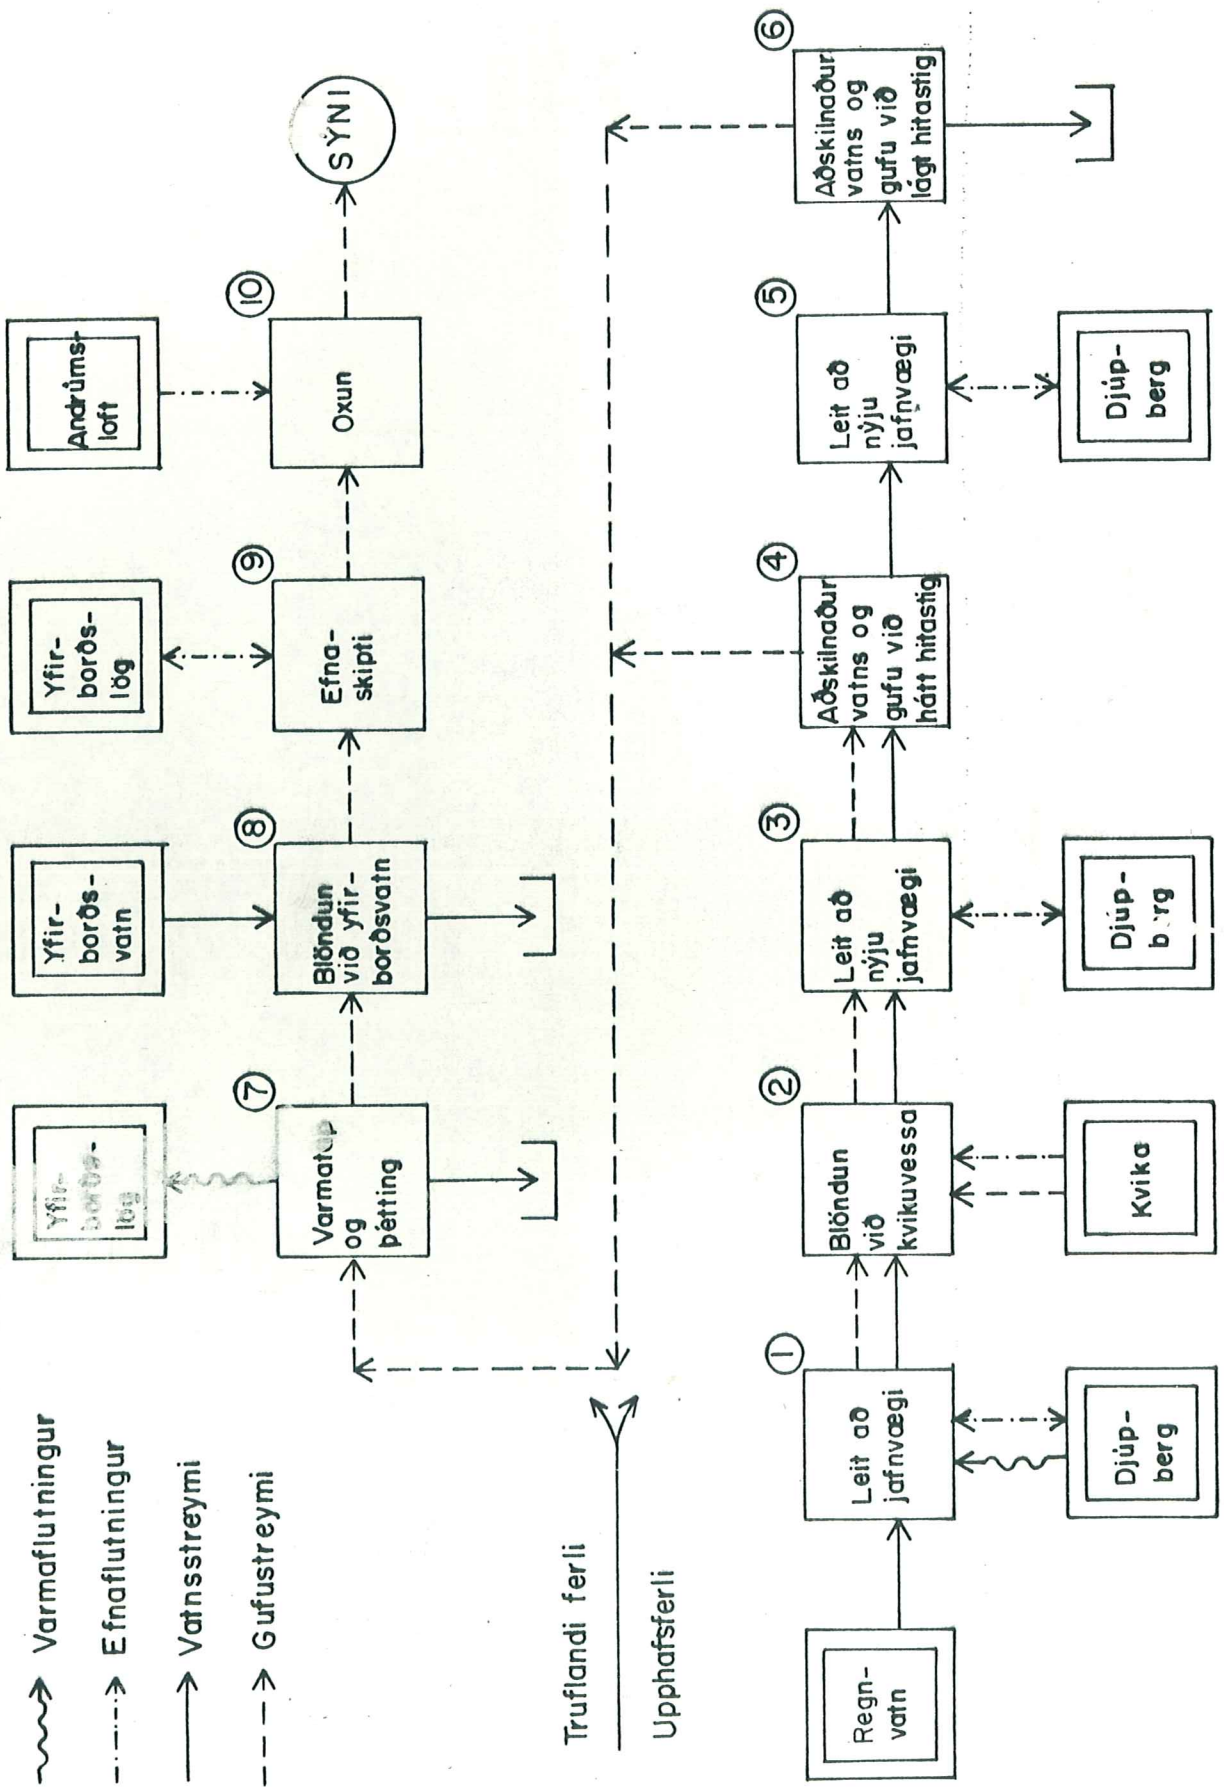 Varmaflutningur
Efnaflutningur
Vatnsstreymi
Gufustreymi
Yfir-
borðs-
lög
Yfir-
borðs-
vatn
Yfir-
borðs-
lög
Andrúms-
loft
7
Varmatap
og
þétting
8
Blöndun
við yfir-
borðsvatn
9
Efna-
skipti
10
Oxun
SÝNI
Truflandi ferli
Upphafsferli
Regn-
vatn
1
Leit að
jafnvægi
2
Blöndun
við
kvikuvessa
3
Leit að
nýju
jafnvægi
4
Aðskilnaður
vatns og
gufu við
hátt hitastig
5
Leit að
nýju
jafnvægi
6
Aðskilnaður
vatns og
gufu við
lágt hitastig
Djúp-
berg
Kvika
Djúp-
berg
Djúp-
berg